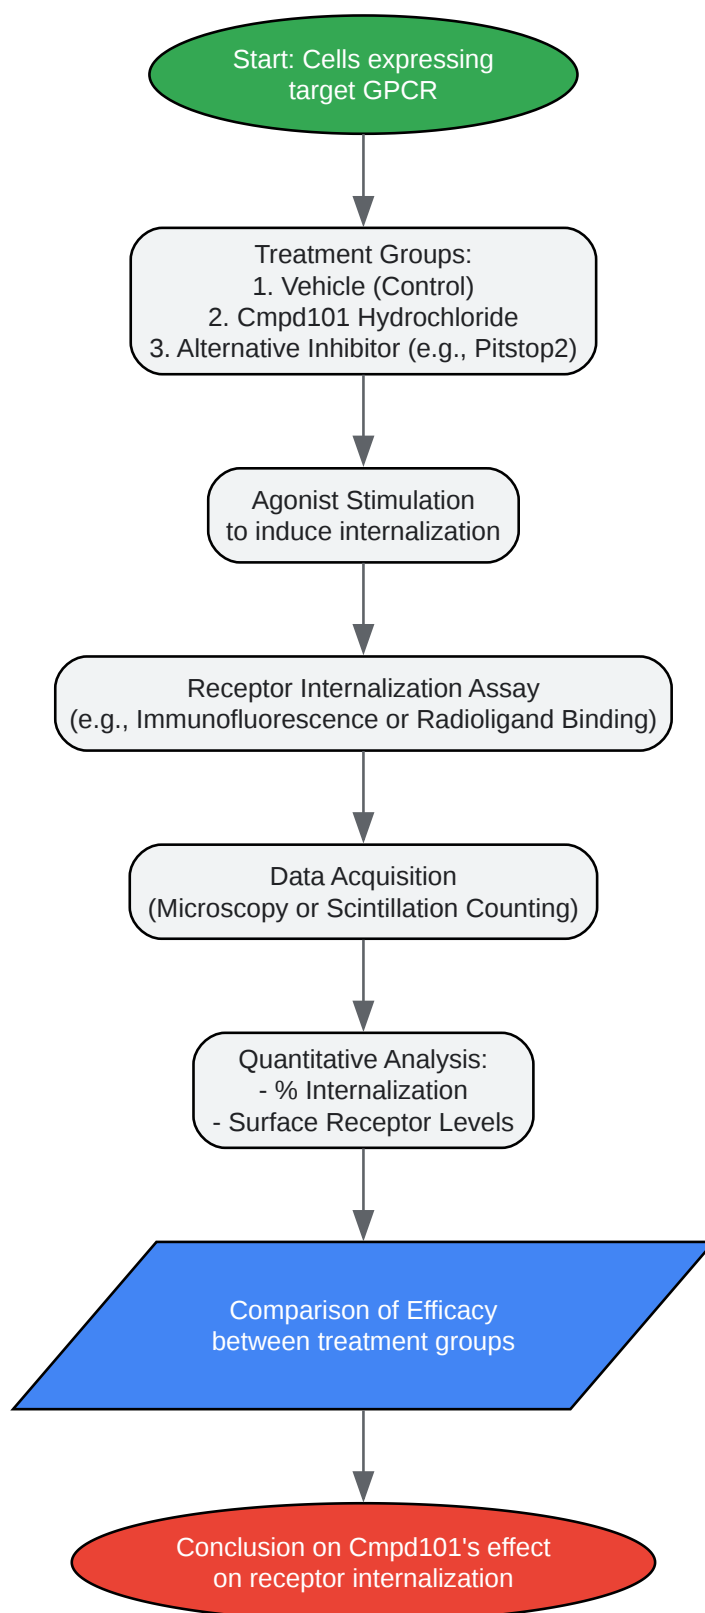 Start: Cells expressing
target GPCR
Treatment Groups:
1. Vehicle (Control)
2. Cmpd101 Hydrochloride
3. Alternative Inhibitor (e.g., Pitstop2)
Agonist Stimulation
to induce internalization
Receptor Internalization Assay
(e.g., Immunofluorescence or Radioligand Binding)
Data Acquisition
(Microscopy or Scintillation Counting)
Quantitative Analysis:
- % Internalization
- Surface Receptor Levels
Comparison of Efficacy
between treatment groups
Conclusion on Cmpd101's effect
on receptor internalization